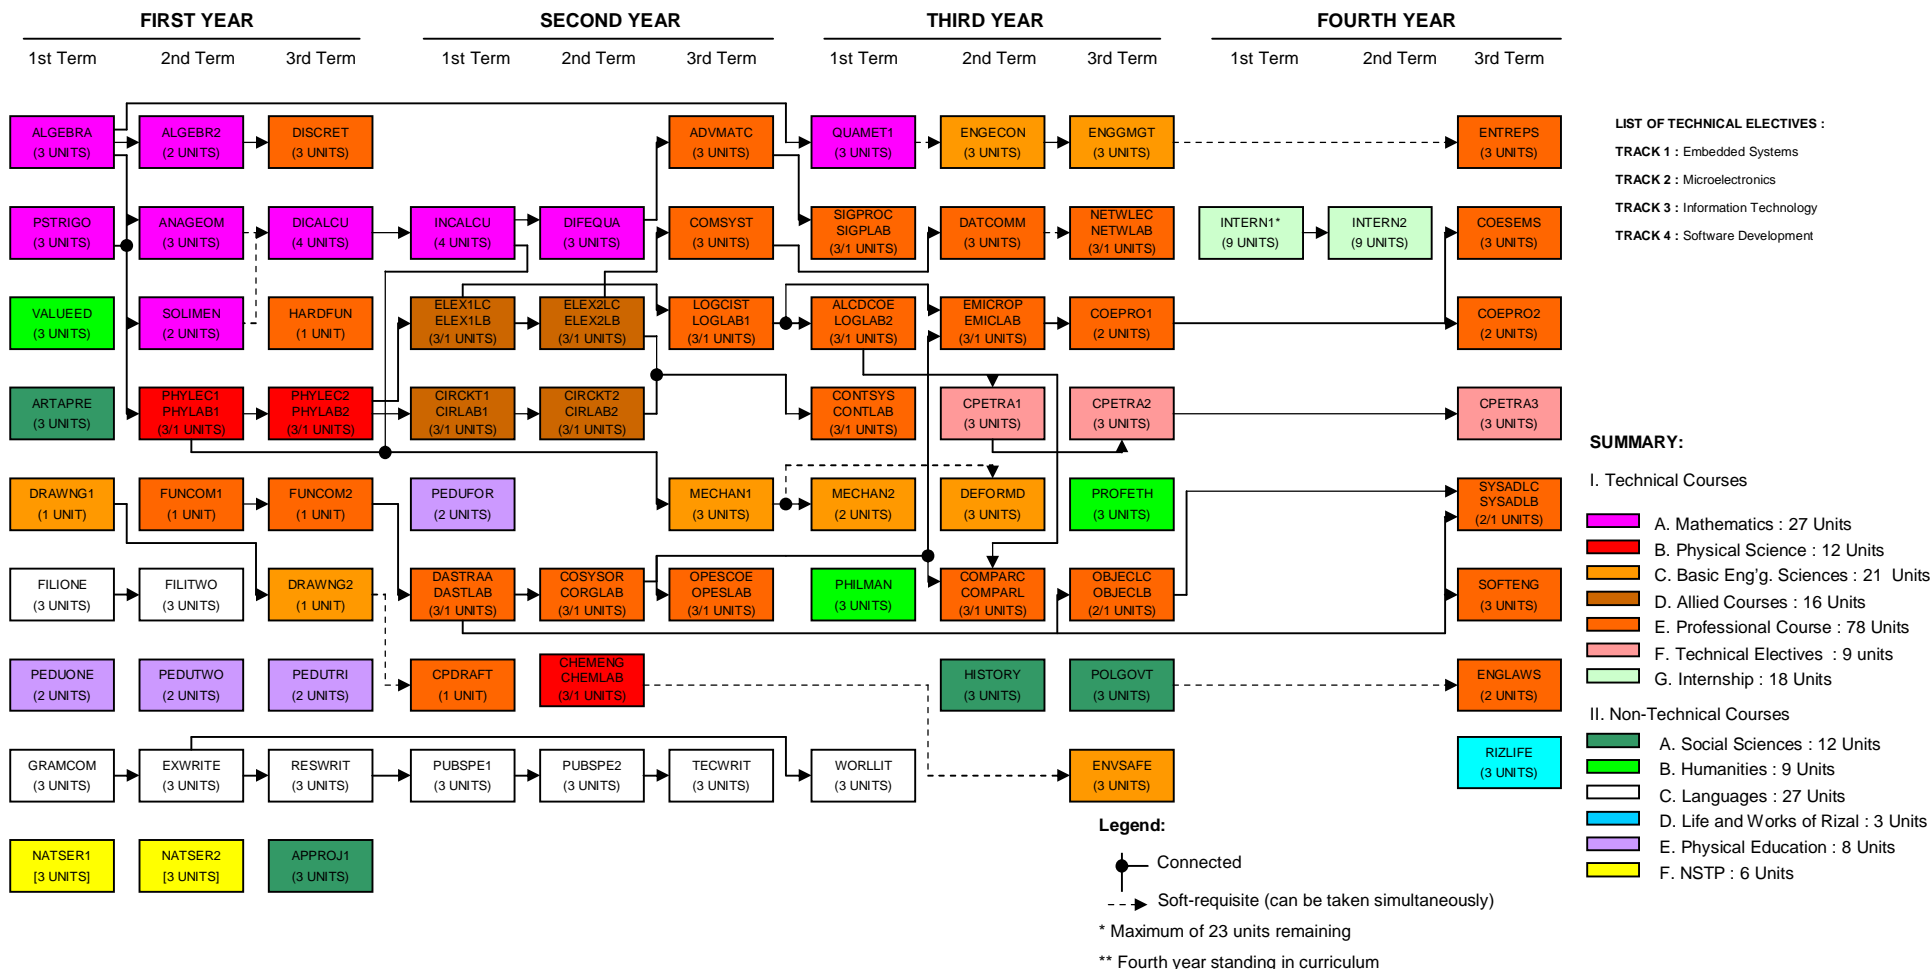 FIRST YEAR
SECOND YEAR
THIRD YEAR
FOURTH YEAR
1st Term
2nd Term
3rd Term
1st Term
2nd Term
3rd Term
1st Term
2nd Term
3rd Term
1st Term
2nd Term
3rd Term
ALGEBRA
(3 UNITS)
ALGEBR2
(2 UNITS)
DISCRET
(3 UNITS)
ADVMATC
(3 UNITS)
QUAMET1
(3 UNITS)
ENGECON
(3 UNITS)
ENGGMGT
(3 UNITS)
ENTREPS
(3 UNITS)
PSTRIGO
(3 UNITS)
ANAGEOM
(3 UNITS)
DICALCU
(4 UNITS)
INCALCU
(4 UNITS)
DIFEQUA
(3 UNITS)
COMSYST
(3 UNITS)
SIGPROC
SIGPLAB
(3/1 UNITS)
DATCOMM
(3 UNITS)
NETWLEC
NETWLAB
(3/1 UNITS)
INTERN1*
(9 UNITS)
INTERN2
(9 UNITS)
COESEMS
(3 UNITS)
VALUEED
(3 UNITS)
SOLIMEN
(2 UNITS)
HARDFUN
(1 UNIT)
ELEX1LC
ELEX1LB
(3/1 UNITS)
ELEX2LC
ELEX2LB
(3/1 UNITS)
LOGCIST
LOGLAB1
(3/1 UNITS)
ALCDCOE
LOGLAB2
(3/1 UNITS)
EMICROP
EMICLAB
(3/1 UNITS)
COEPRO1
(2 UNITS)
COEPRO2
(2 UNITS)
ARTAPRE
(3 UNITS)
PHYLEC1
PHYLAB1
(3/1 UNITS)
PHYLEC2
PHYLAB2
(3/1 UNITS)
CIRCKT1
CIRLAB1
(3/1 UNITS)
CIRCKT2
CIRLAB2
(3/1 UNITS)
CONTSYS
CONTLAB
(3/1 UNITS)
CPETRA1
(3 UNITS)
CPETRA2
(3 UNITS)
CPETRA3
(3 UNITS)
DRAWNG1
(1 UNIT)
FUNCOM1
(1 UNIT)
FUNCOM2
(1 UNIT)
PEDUFOR
(2 UNITS)
MECHAN1
(3 UNITS)
MECHAN2
(2 UNITS)
DEFORMD
(3 UNITS)
PROFETH
(3 UNITS)
SYSADLC
SYSADLB
(2/1 UNITS)
FILIONE
(3 UNITS)
FILITWO
(3 UNITS)
DRAWNG2
(1 UNIT)
DASTRAA
DASTLAB
(3/1 UNITS)
COSYSOR
CORGLAB
(3/1 UNITS)
OPESCOE
OPESLAB
(3/1 UNITS)
PHILMAN
(3 UNITS)
COMPARC
COMPARL
(3/1 UNITS)
OBJECLC
OBJECLB
(2/1 UNITS)
SOFTENG
(3 UNITS)
PEDUONE
(2 UNITS)
PEDUTWO
(2 UNITS)
PEDUTRI
(2 UNITS)
CPDRAFT
(1 UNIT)
CHEMENG
CHEMLAB
(3/1 UNITS)
HISTORY
(3 UNITS)
POLGOVT
(3 UNITS)
ENGLAWS
(2 UNITS)
GRAMCOM
(3 UNITS)
EXWRITE
(3 UNITS)
RESWRIT
(3 UNITS)
PUBSPE1
(3 UNITS)
PUBSPE2
(3 UNITS)
TECWRIT
(3 UNITS)
WORLLIT
(3 UNITS)
ENVSAFE
(3 UNITS)
RIZLIFE
(3 UNITS)
NATSER1
[3 UNITS]
NATSER2
[3 UNITS]
APPROJ1
(3 UNITS)
LIST OF TECHNICAL ELECTIVES :
TRACK 1 : Embedded Systems
TRACK 2 : Microelectronics
TRACK 3 : Information Technology
TRACK 4 : Software Development
SUMMARY:
I. Technical Courses
A. Mathematics : 27 Units
B. Physical Science : 12 Units
C. Basic Eng'g. Sciences : 21 Units
D. Allied Courses : 16 Units
E. Professional Course : 78 Units
F. Technical Electives : 9 units
G. Internship : 18 Units
II. Non-Technical Courses
A. Social Sciences : 12 Units
B. Humanities : 9 Units
C. Languages : 27 Units
D. Life and Works of Rizal : 3 Units
E. Physical Education : 8 Units
F. NSTP : 6 Units
Legend:
Connected
Soft-requisite (can be taken simultaneously)
* Maximum of 23 units remaining
** Fourth year standing in curriculum